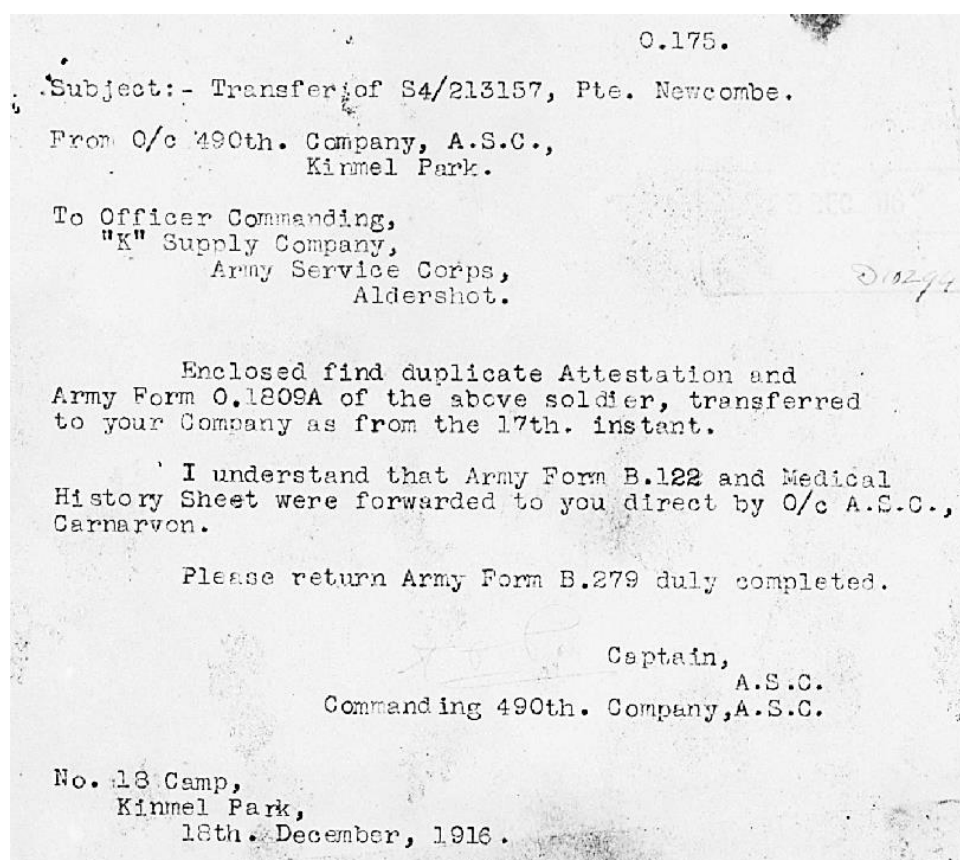 O.175.
Subject:- Transfer of S4/213157, Pte. Newcombe.
From O/c 490th. Company, A.S.C.,
Kinmel Park.
To Officer Commanding,
"K" Supply Company,
Army Service Corps,
Aldershot.
D10294
Enclosed find duplicate Attestation and
Army Form O.1809A of the above soldier, transferred
to your Company as from the 17th. instant.
I understand that Army Form B.122 and Medical
History Sheet were forwarded to you direct by O/c A.S.C.,
Carnarvon.
Please return Army Form B.279 duly completed.
Captain,
A.S.C.
Commanding 490th. Company,A.S.C.
No. 18 Camp,
Kinmel Park,
18th. December, 1916.